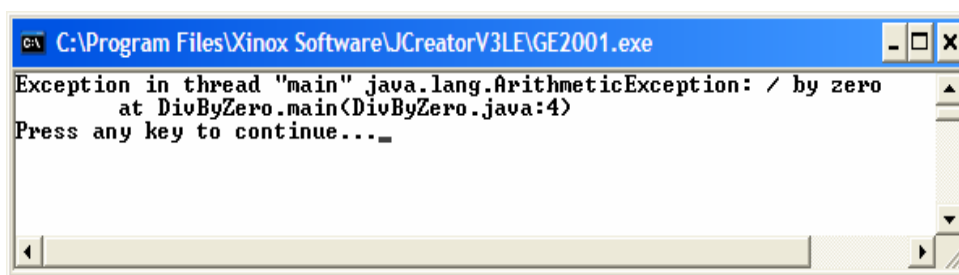 C:\Program Files\Xinox Software\JCreatorV3LE\GE2001.exe
Exception in thread "main" java.lang.ArithmeticException: / by zero
        at DivByZero.main(DivByZero.java:4)
Press any key to continue..._